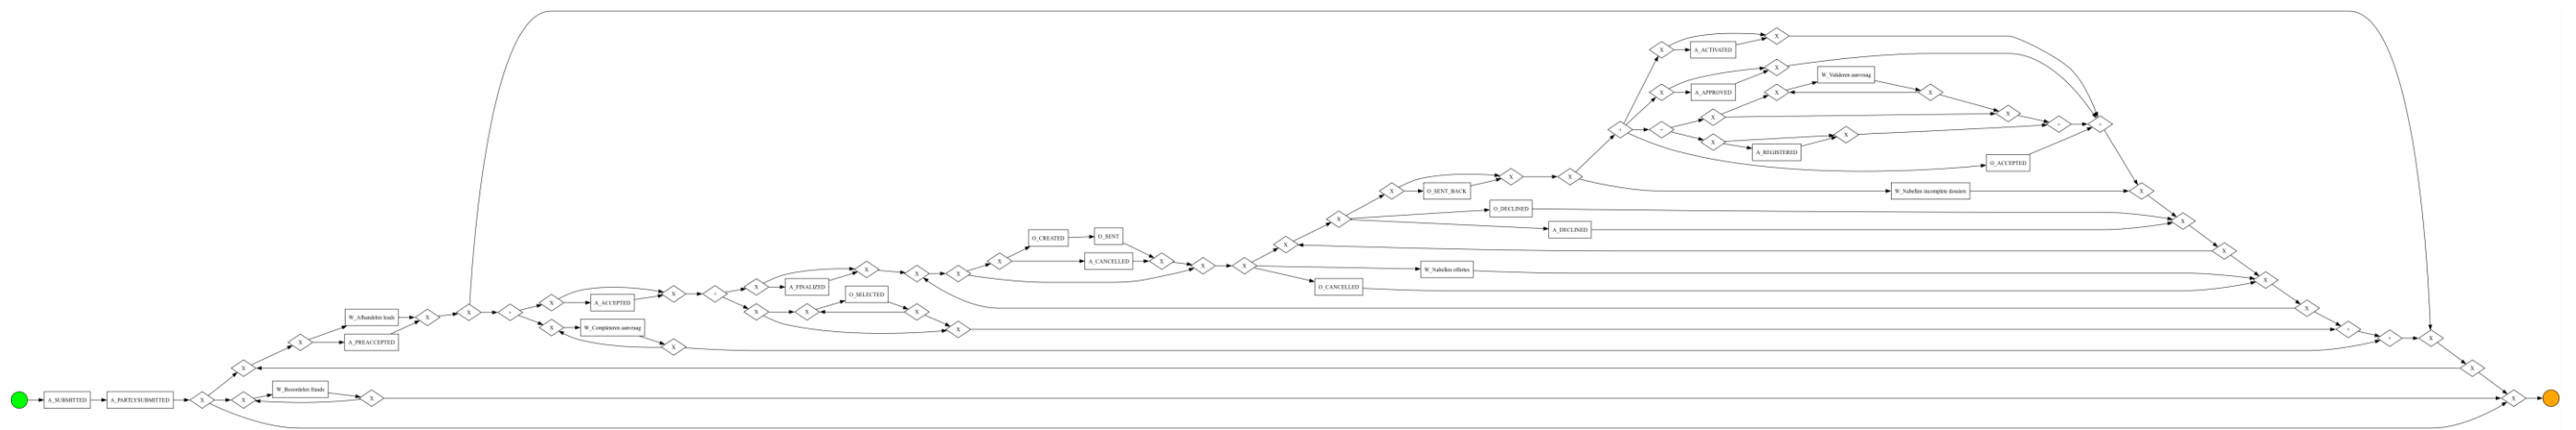 A_SUBMITTED
A_PARTLYSUBMITTED
X
X
X
W_Beoordelen fraude
X
X
W_Afhandelen leads
A_PREACCEPTED
X
X
+
X
A_ACCEPTED
X
X
W_Completeren aanvraag
X
+
X
A_FINALIZED
X
X
X
O_SELECTED
X
X
X
X
X
O_CREATED
O_SENT
A_CANCELLED
X
X
X
W_Nabellen offertes
O_CANCELLED
X
X
O_DECLINED
A_DECLINED
X
O_SENT_BACK
X
X
W_Nabellen incomplete dossiers
+
X
A_ACTIVATED
X
X
A_APPROVED
X
+
X
X
W_Valideren aanvraag
X
X
X
A_REGISTERED
X
+
O_ACCEPTED
+
X
X
X
X
X
+
+
X
X
X